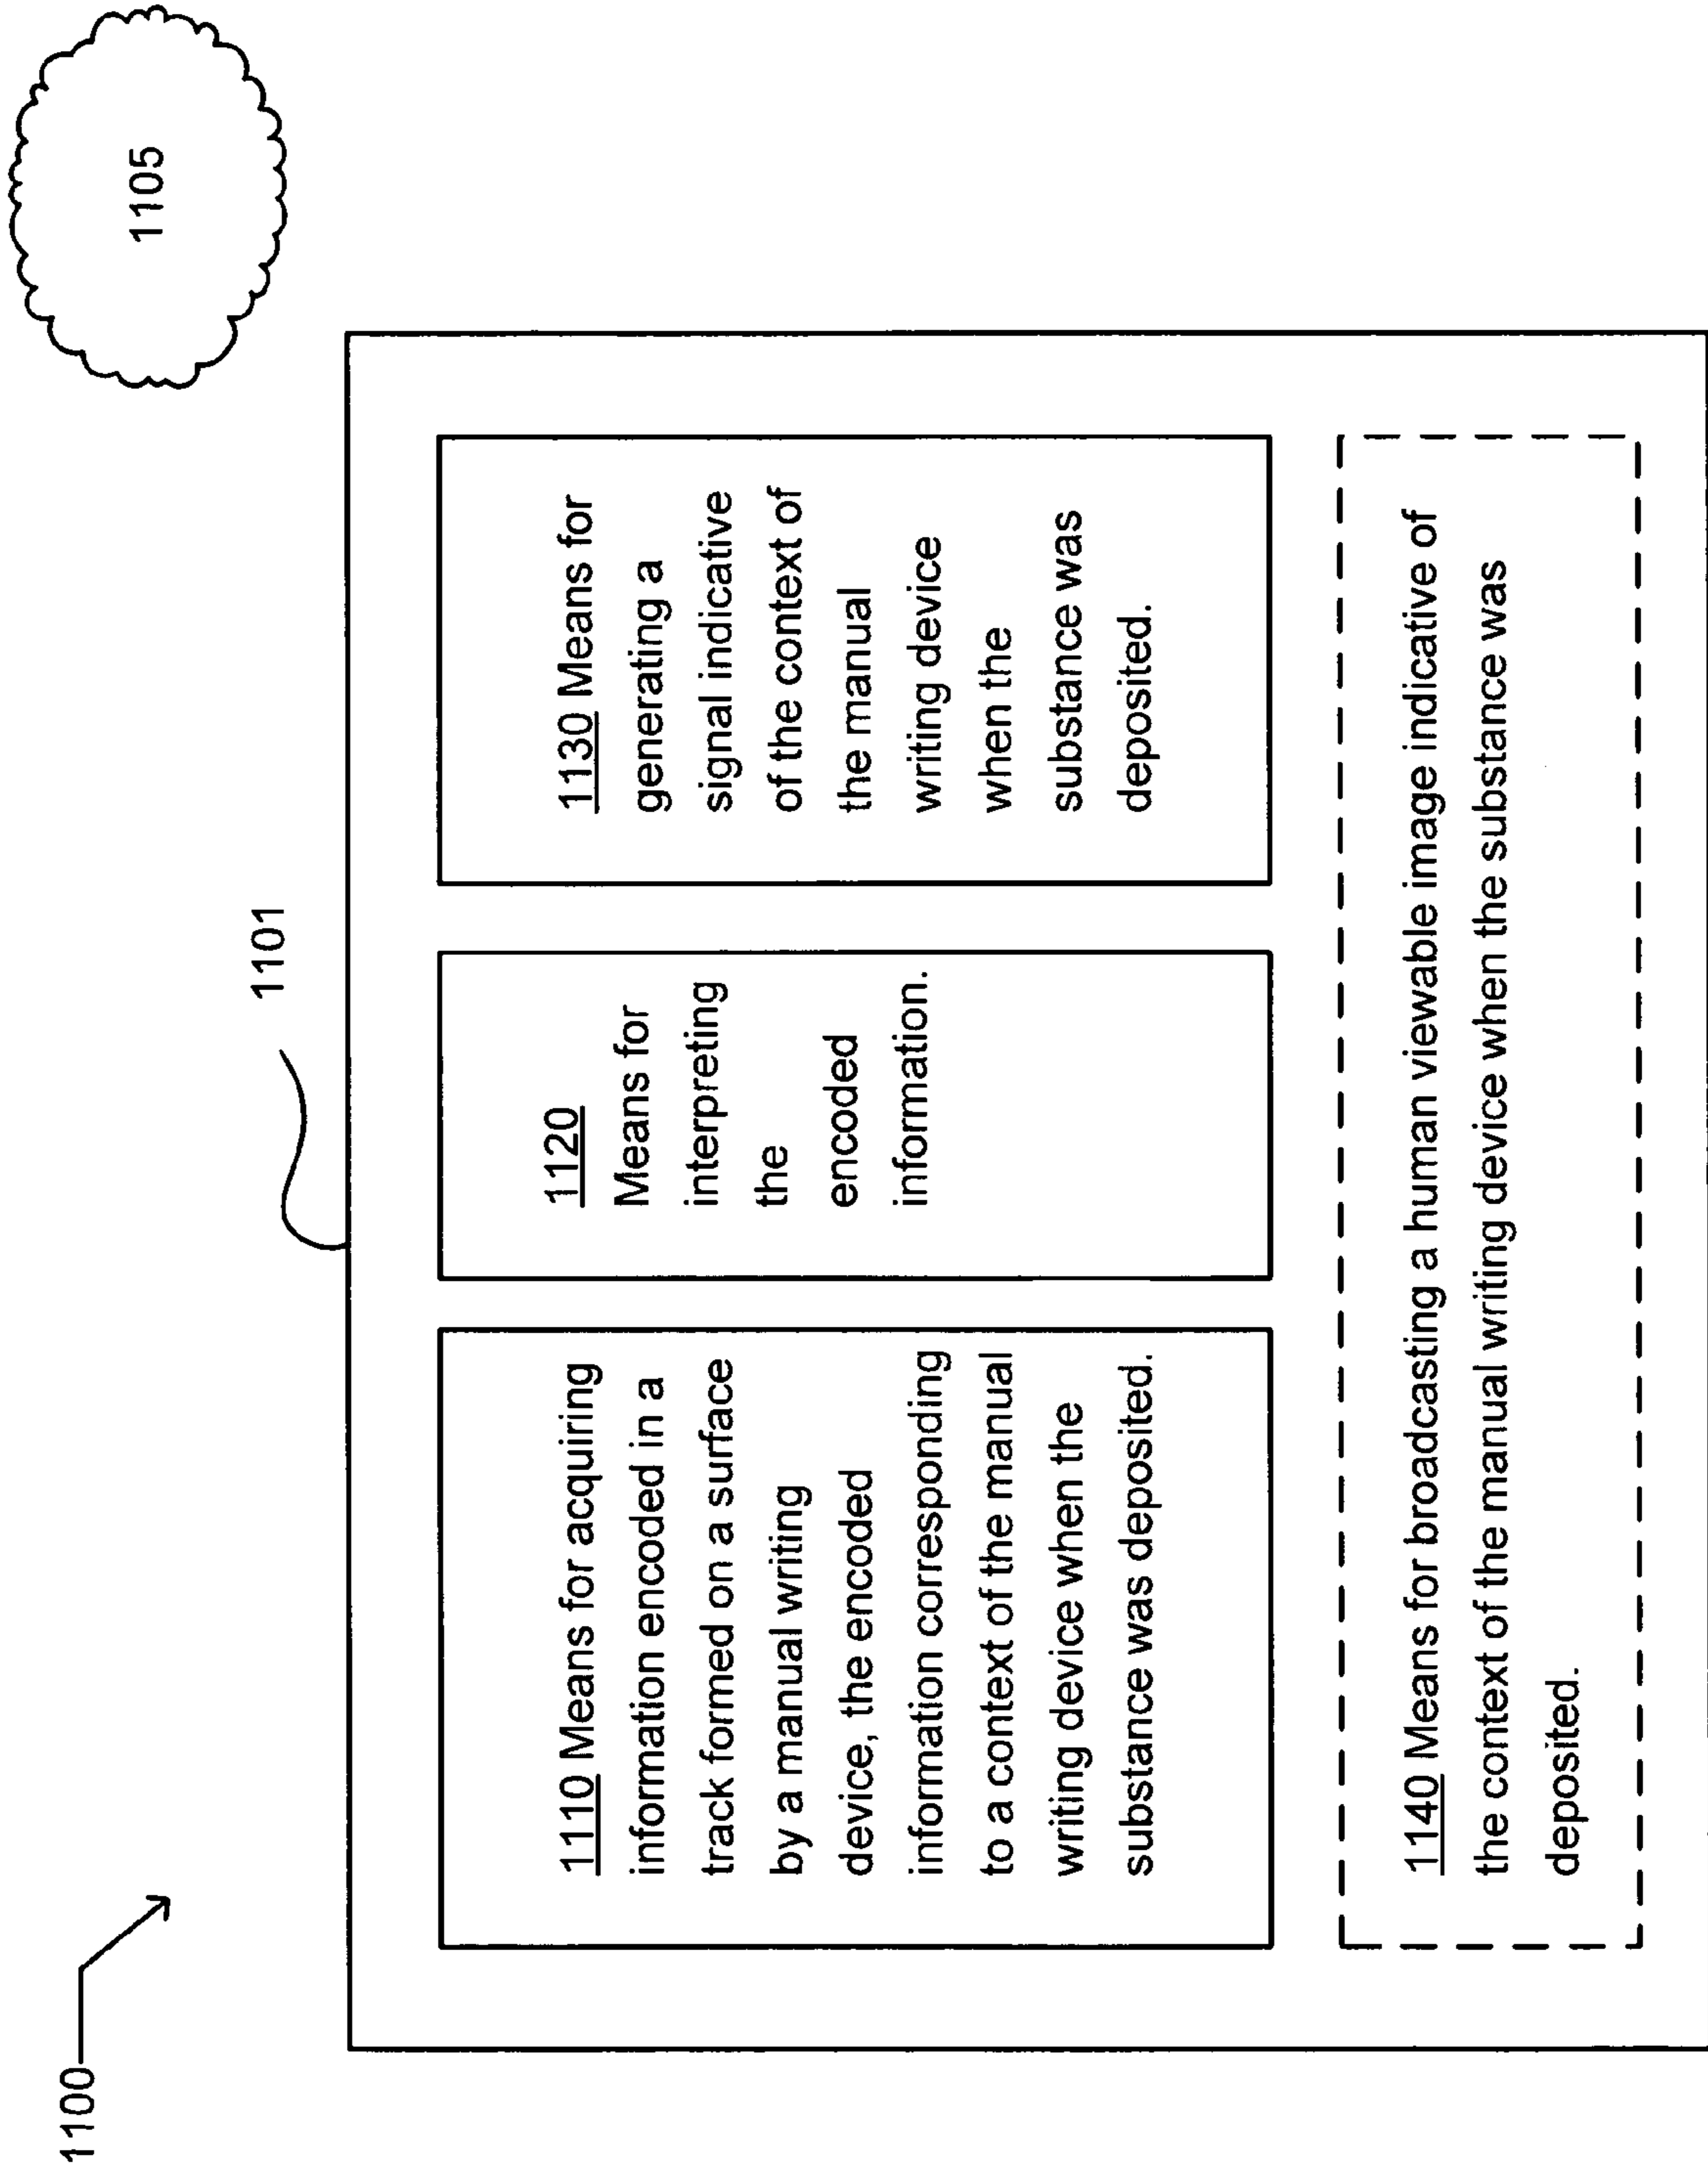 1100
1105
1101
1110 Means for acquiring
information encoded in a
track formed on a surface
by a manual writing
device, the encoded
information corresponding
to a context of the manual
writing device when the
substance was deposited.
1120
Means for
interpreting
the
encoded
information.
1130 Means for
generating a
signal indicative
of the context of
the manual
writing device
when the
substance was
deposited.
1140 Means for broadcasting a human viewable image indicative of
the context of the manual writing device when the substance was
deposited.